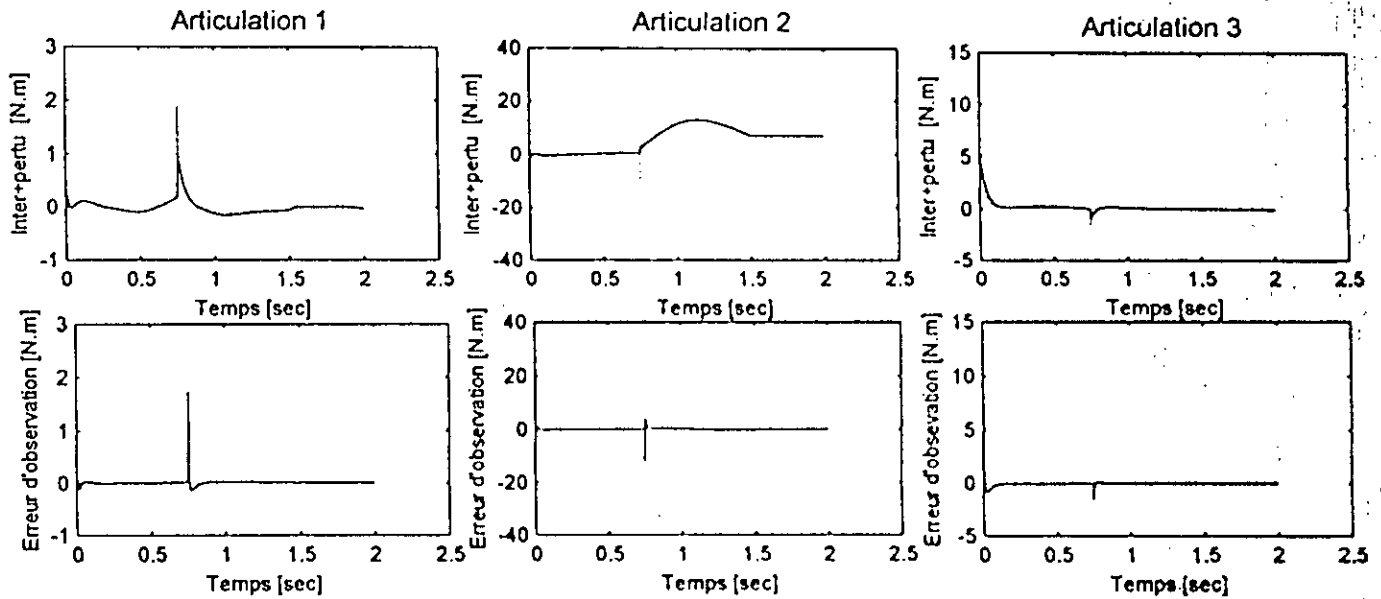 Articulation 1
Articulation 2
Articulation 3
Inter+pertu [N.m]
3
2
1
0
-1
0 0.5 1 1.5 2 2.5
Temps [sec]
Inter+pertu [N.m]
40
20
0
-20
-40
0 0.5 1 1.5 2 2.5
Temps [sec]
Inter+pertu [N.m]
15
10
5
0
-5
0 0.5 1 1.5 2 2.5
Temps [sec]
Erreur d'observation [N.m]
3
2
1
0
-1
0 0.5 1 1.5 2 2.5
Temps [sec]
Erreur d'observation [N.m]
40
20
0
-20
-40
0 0.5 1 1.5 2 2.5
Temps [sec]
Erreur d'obsevation [N.m]
15
10
5
0
-5
0 0.5 1 1.5 2 2.5
Temps [sec]